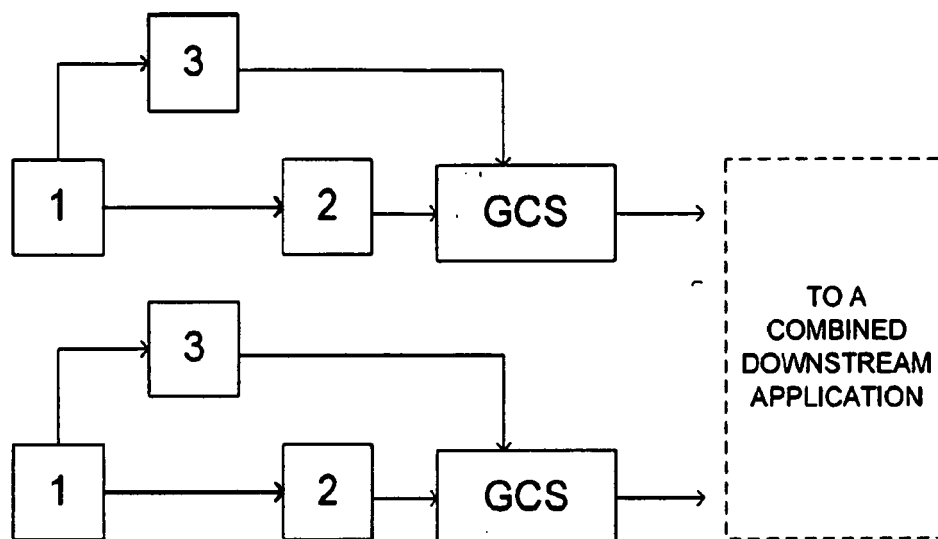 3
1
2
GCS
3
1
2
GCS
TO A
COMBINED
DOWNSTREAM
APPLICATION